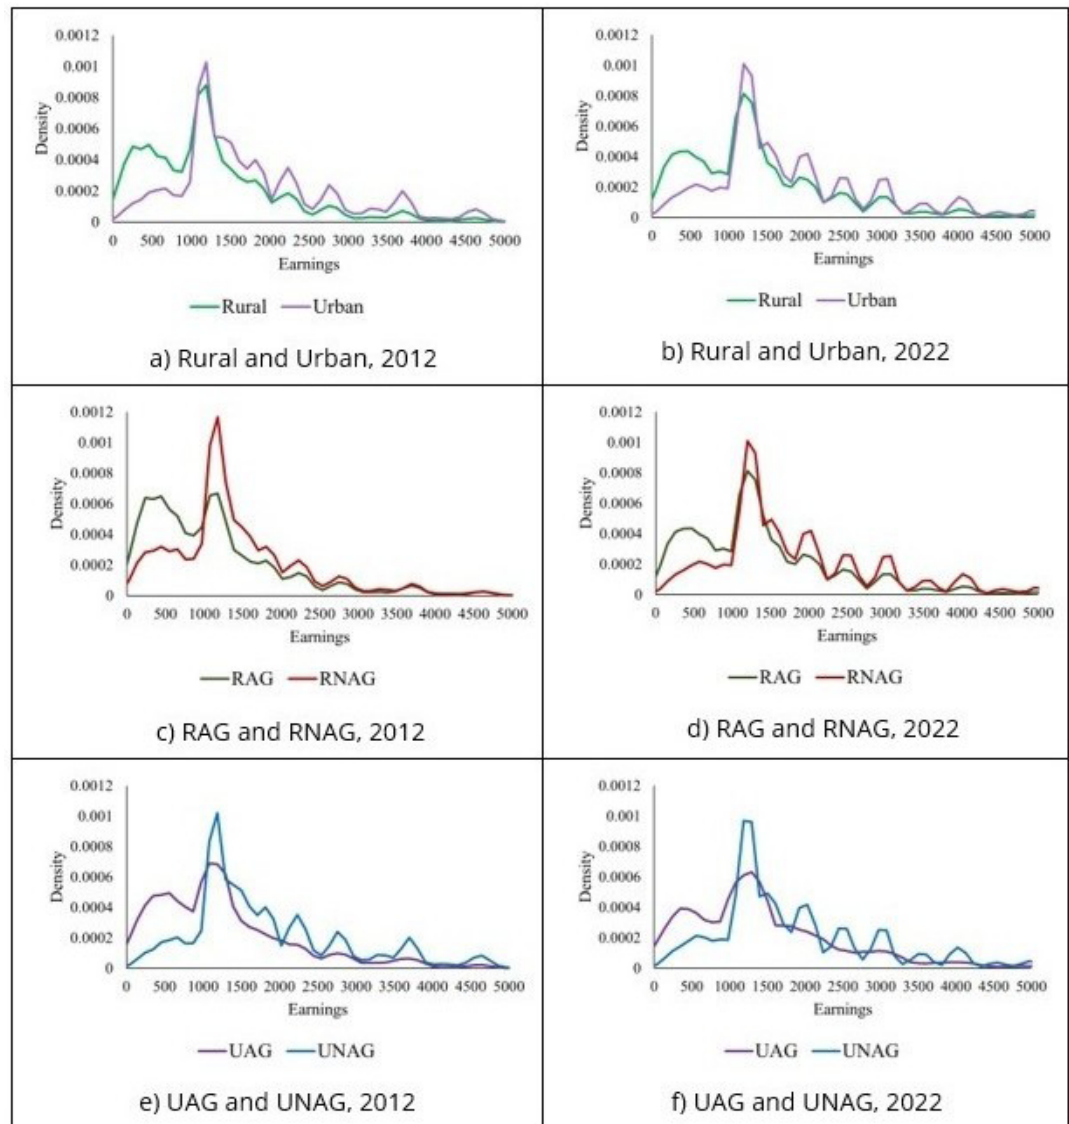 0.0012
0.001
0.0008
0.0006
0.0004
0.0002
0
Density
0 500 1000 1500 2000 2500 3000 3500 4000 4500 5000
Earnings
Rural Urban
a) Rural and Urban, 2012
0.0012
0.001
0.0008
0.0006
0.0004
0.0002
0
Density
0 500 1000 1500 2000 2500 3000 3500 4000 4500 5000
Earnings
Rural Urban
b) Rural and Urban, 2022
0.0012
0.001
0.0008
0.0006
0.0004
0.0002
0
Density
0 500 1000 1500 2000 2500 3000 3500 4000 4500 5000
Earnings
RAG RNAG
c) RAG and RNAG, 2012
0.0012
0.001
0.0008
0.0006
0.0004
0.0002
0
Density
0 500 1000 1500 2000 2500 3000 3500 4000 4500 5000
Earnings
RAG RNAG
d) RAG and RNAG, 2022
0.0012
0.001
0.0008
0.0006
0.0004
0.0002
0
Density
0 500 1000 1500 2000 2500 3000 3500 4000 4500 5000
Earnings
UAG UNAG
e) UAG and UNAG, 2012
0.0012
0.001
0.0008
0.0006
0.0004
0.0002
0
Density
0 500 1000 1500 2000 2500 3000 3500 4000 4500 5000
Earnings
UAG UNAG
f) UAG and UNAG, 2022